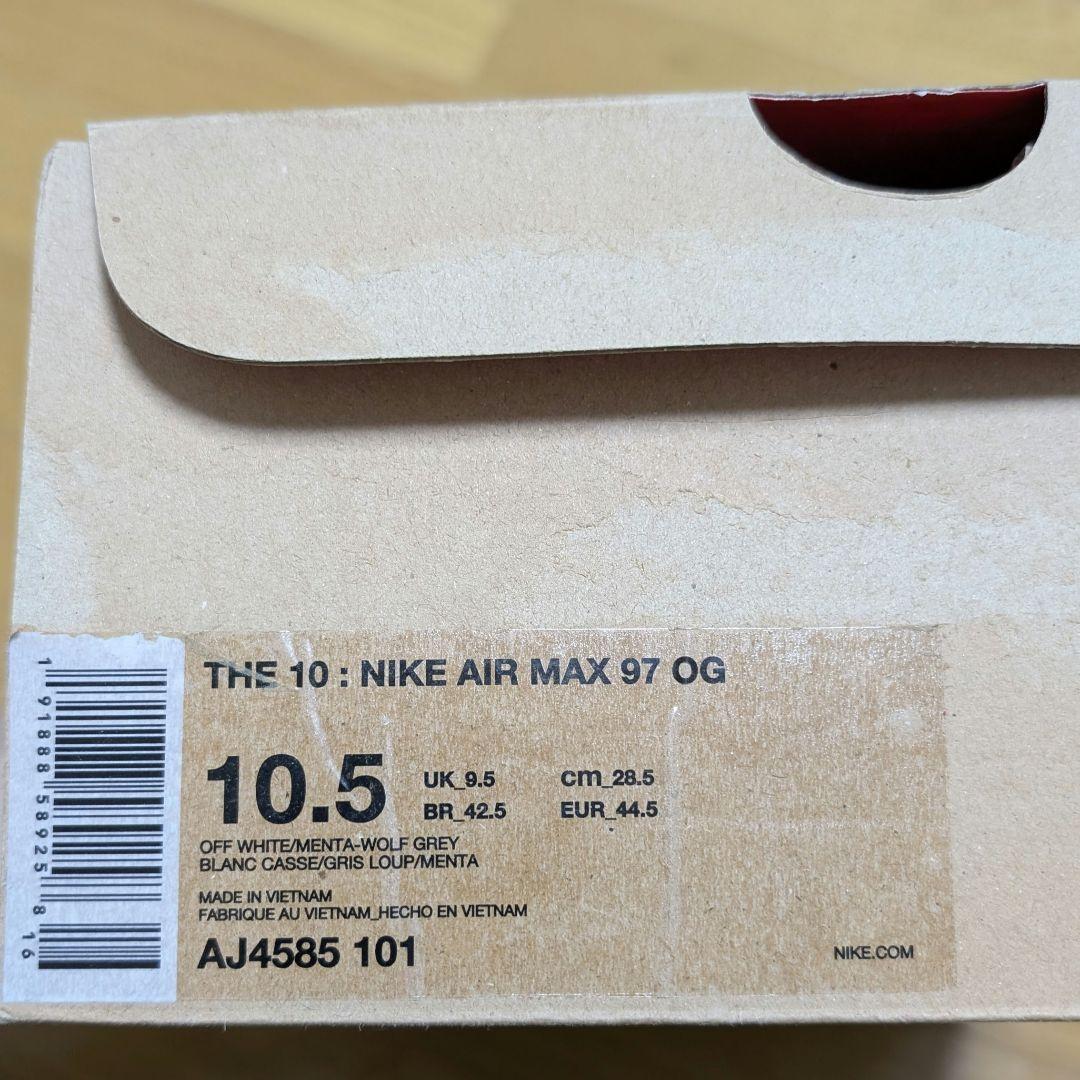 THE 10 : NIKE AIR MAX 97 OG
10.5
UK_9.5 cm_28.5
BR_42.5 EUR_44.5
OFF WHITE/MENTA-WOLF GREY
BLANC CASSE/GRIS LOUP/MENTA
MADE IN VIETNAM
FABRIQUE AU VIETNAM_HECHO EN VIETNAM
AJ4585 101
NIKE.COM
1 91888 58925 8 16